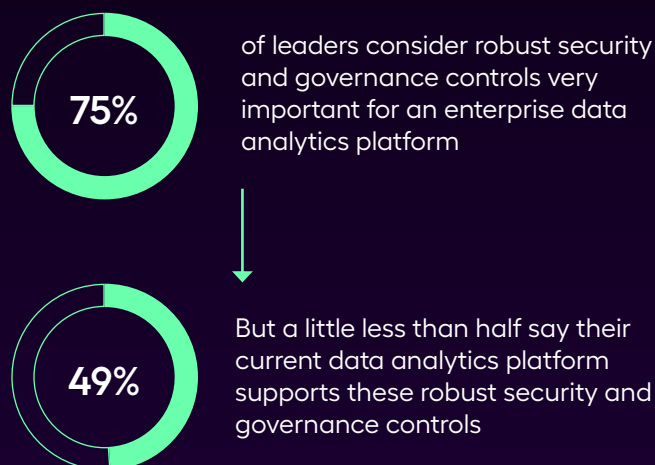 75%
of leaders consider robust security
and governance controls very
important for an enterprise data
analytics platform
49%
But a little less than half say their
current data analytics platform
supports these robust security and
governance controls